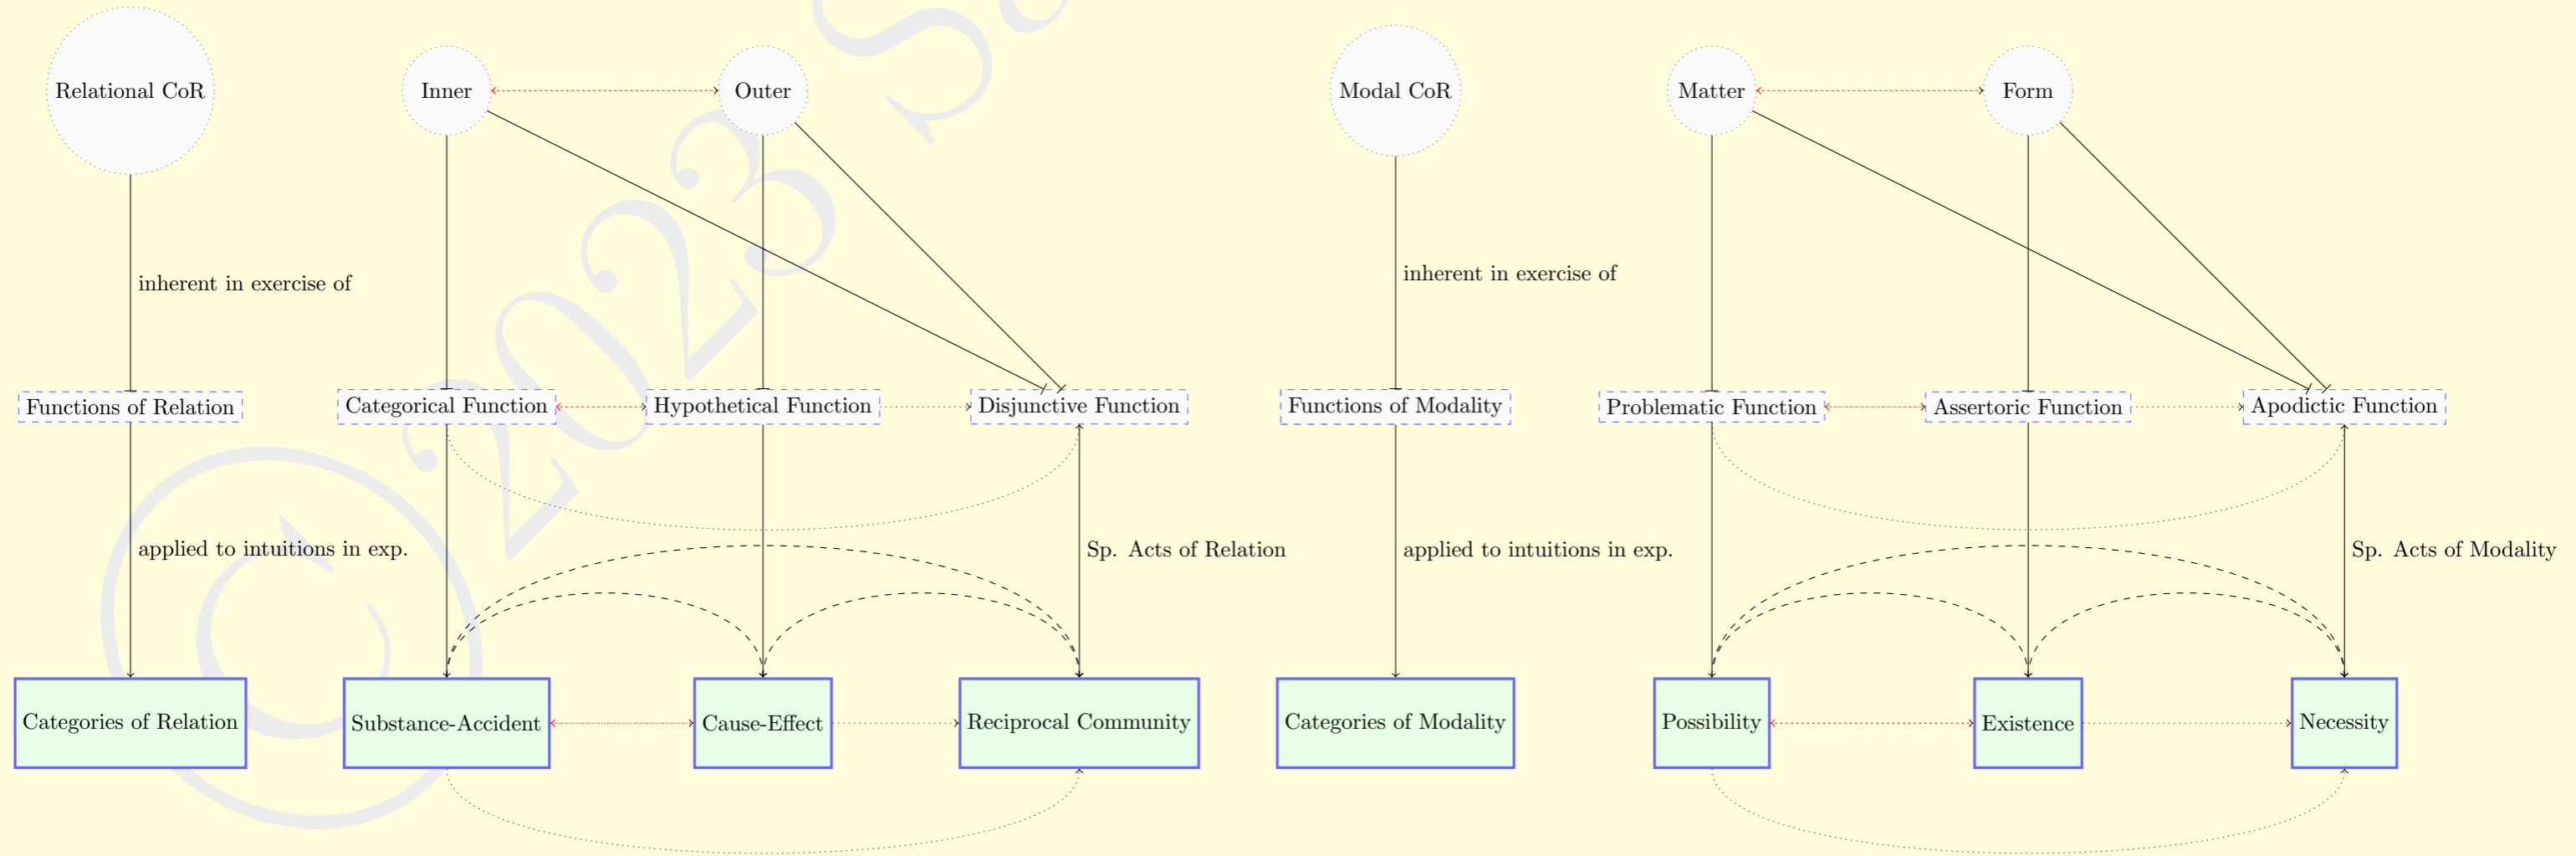 Relational CoR
Inner
Outer
Modal CoR
Matter
Form
inherent in exercise of
inherent in exercise of
Functions of Relation
Categorical Function
Hypothetical Function
Disjunctive Function
Functions of Modality
Problematic Function
Assertoric Function
Apodictic Function
applied to intuitions in exp.
Sp. Acts of Relation
applied to intuitions in exp.
Sp. Acts of Modality
Categories of Relation
Substance-Accident
Cause-Effect
Reciprocal Community
Categories of Modality
Possibility
Existence
Necessity
© 2023 Sa